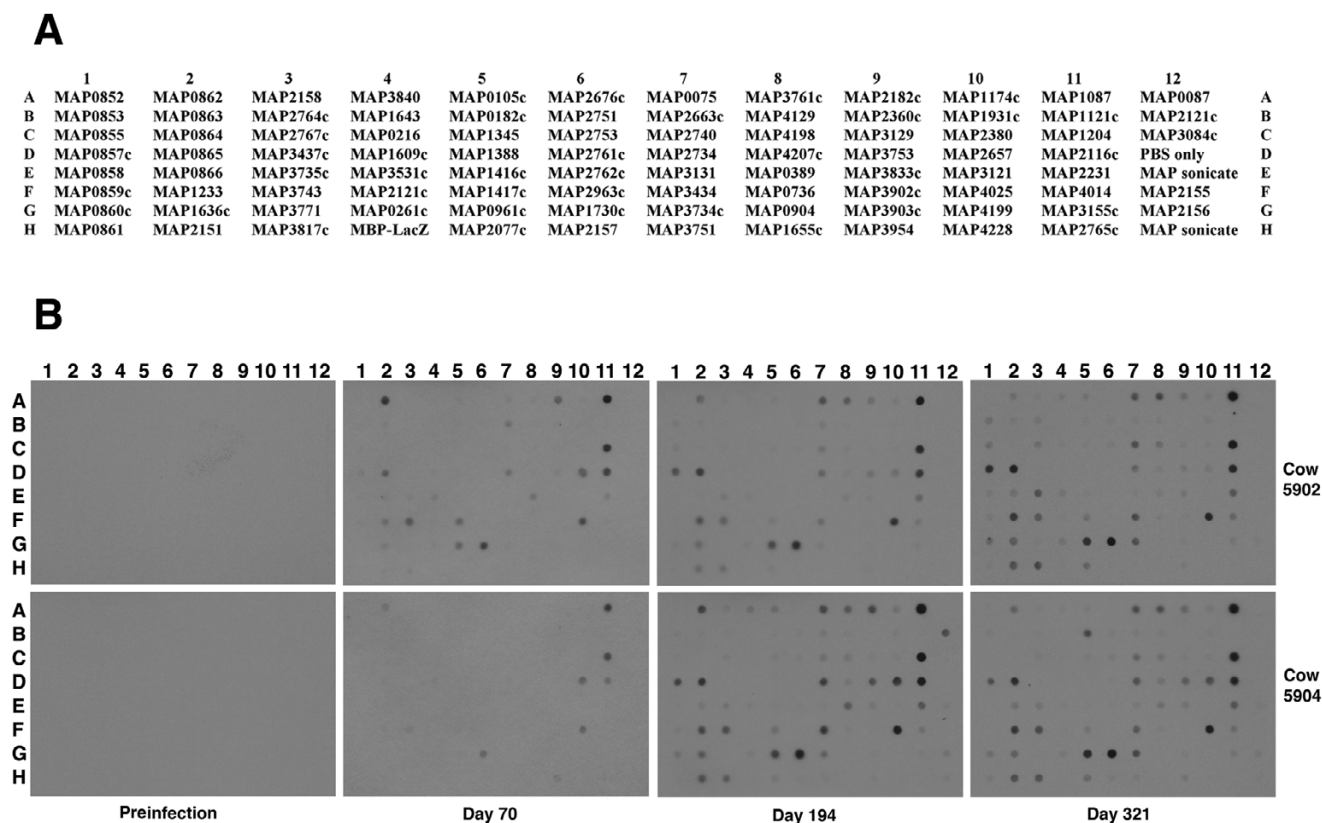 A
1 2 3 4 5 6 7 8 9 10 11 12
A MAP0852 MAP0862 MAP2158 MAP3840 MAP0105c MAP2676c MAP0075 MAP3761c MAP2182c MAP1174c MAP1087 MAP0087 A
B MAP0853 MAP0863 MAP2764c MAP1643 MAP0182c MAP2751 MAP2663c MAP4129 MAP2360c MAP1931c MAP1121c MAP2121c B
C MAP0855 MAP0864 MAP2767c MAP0216 MAP1345 MAP2753 MAP2740 MAP4198 MAP3129 MAP2380 MAP1204 MAP3084c C
D MAP0857c MAP0865 MAP3437c MAP1609c MAP1388 MAP2761c MAP2734 MAP4207c MAP3753 MAP2657 MAP2116c PBS only D
E MAP0858 MAP0866 MAP3735c MAP3531c MAP1416c MAP2762c MAP3131 MAP0389 MAP3833c MAP3121 MAP2231 MAP sonicate E
F MAP0859c MAP1233 MAP3743 MAP2121c MAP1417c MAP2963c MAP3434 MAP0736 MAP3902c MAP4025 MAP4014 MAP2155 F
G MAP0860c MAP1636c MAP3771 MAP0261c MAP0961c MAP1730c MAP3734c MAP0904 MAP3903c MAP4199 MAP3155c MAP2156 G
H MAP0861 MAP2151 MAP3817c MBP-LacZ MAP2077c MAP2157 MAP3751 MAP1655c MAP3954 MAP4228 MAP2765c MAP sonicate H
B
1 2 3 4 5 6 7 8 9 10 11 12 1 2 3 4 5 6 7 8 9 10 11 12 1 2 3 4 5 6 7 8 9 10 11 12 1 2 3 4 5 6 7 8 9 10 11 12
A
B
C
D
E
F
G
H
Cow
5902
A
B
C
D
E
F
G
H
Cow
5904
Preinfection Day 70 Day 194 Day 321